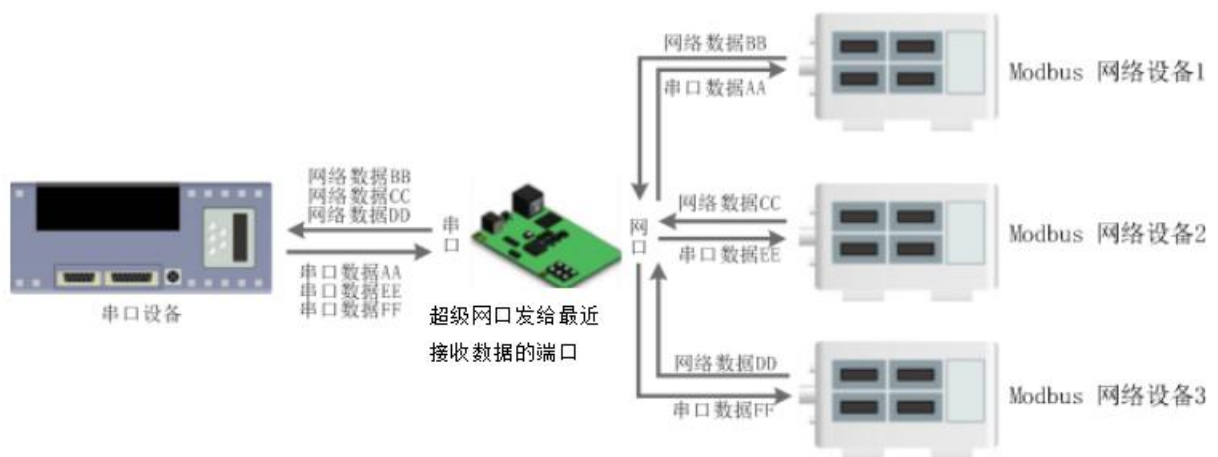 网络数据BB
串口数据AA
Modbus 网络设备1
网络数据BB
网络数据CC
网络数据DD
串口
网口
网络数据CC
串口数据EE
Modbus 网络设备2
串口数据AA
串口数据EE
串口数据FF
串口设备
超级网口发给最近
接收数据的端口
网络数据DD
串口数据FF
Modbus 网络设备3